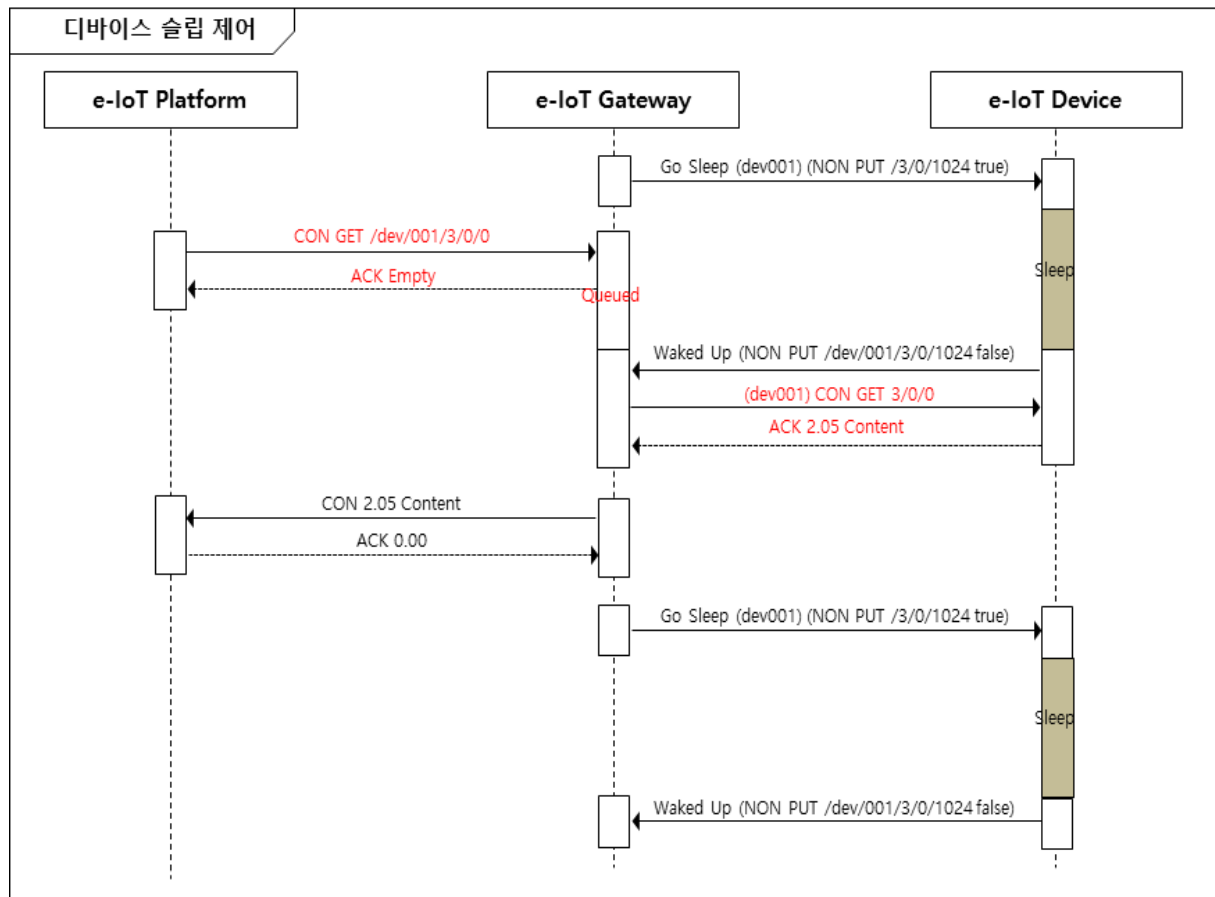 디바이스 슬립 제어
e-IoT Platform
e-IoT Gateway
e-IoT Device
Go Sleep (dev001) (NON PUT /3/0/1024 true)
CON GET /dev/001/3/0/0
ACK Empty
Queued
Sleep
Waked Up (NON PUT /dev/001/3/0/1024 false)
(dev001) CON GET 3/0/0
ACK 2.05 Content
CON 2.05 Content
ACK 0.00
Go Sleep (dev001) (NON PUT /3/0/1024 true)
Sleep
Waked Up (NON PUT /dev/001/3/0/1024 false)